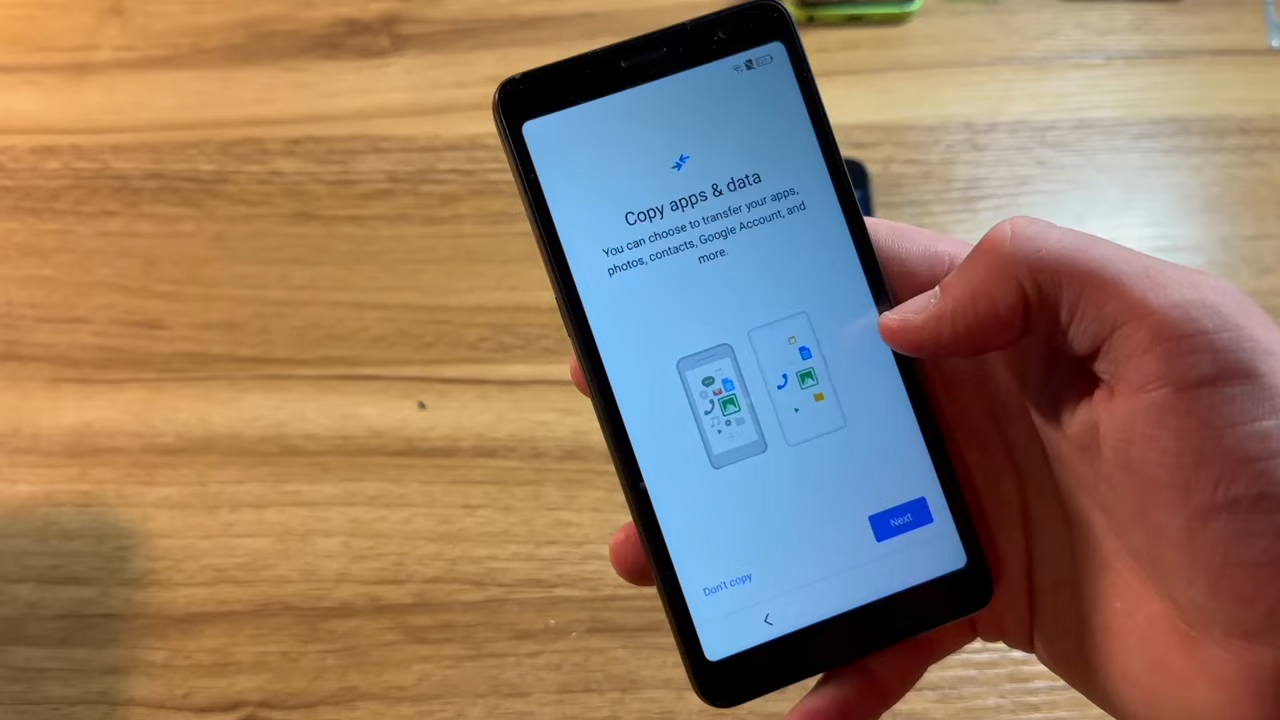 Copy apps & data
You can choose to transfer your apps,
photos, contacts, Google Account, and
more.
Next
Don't copy